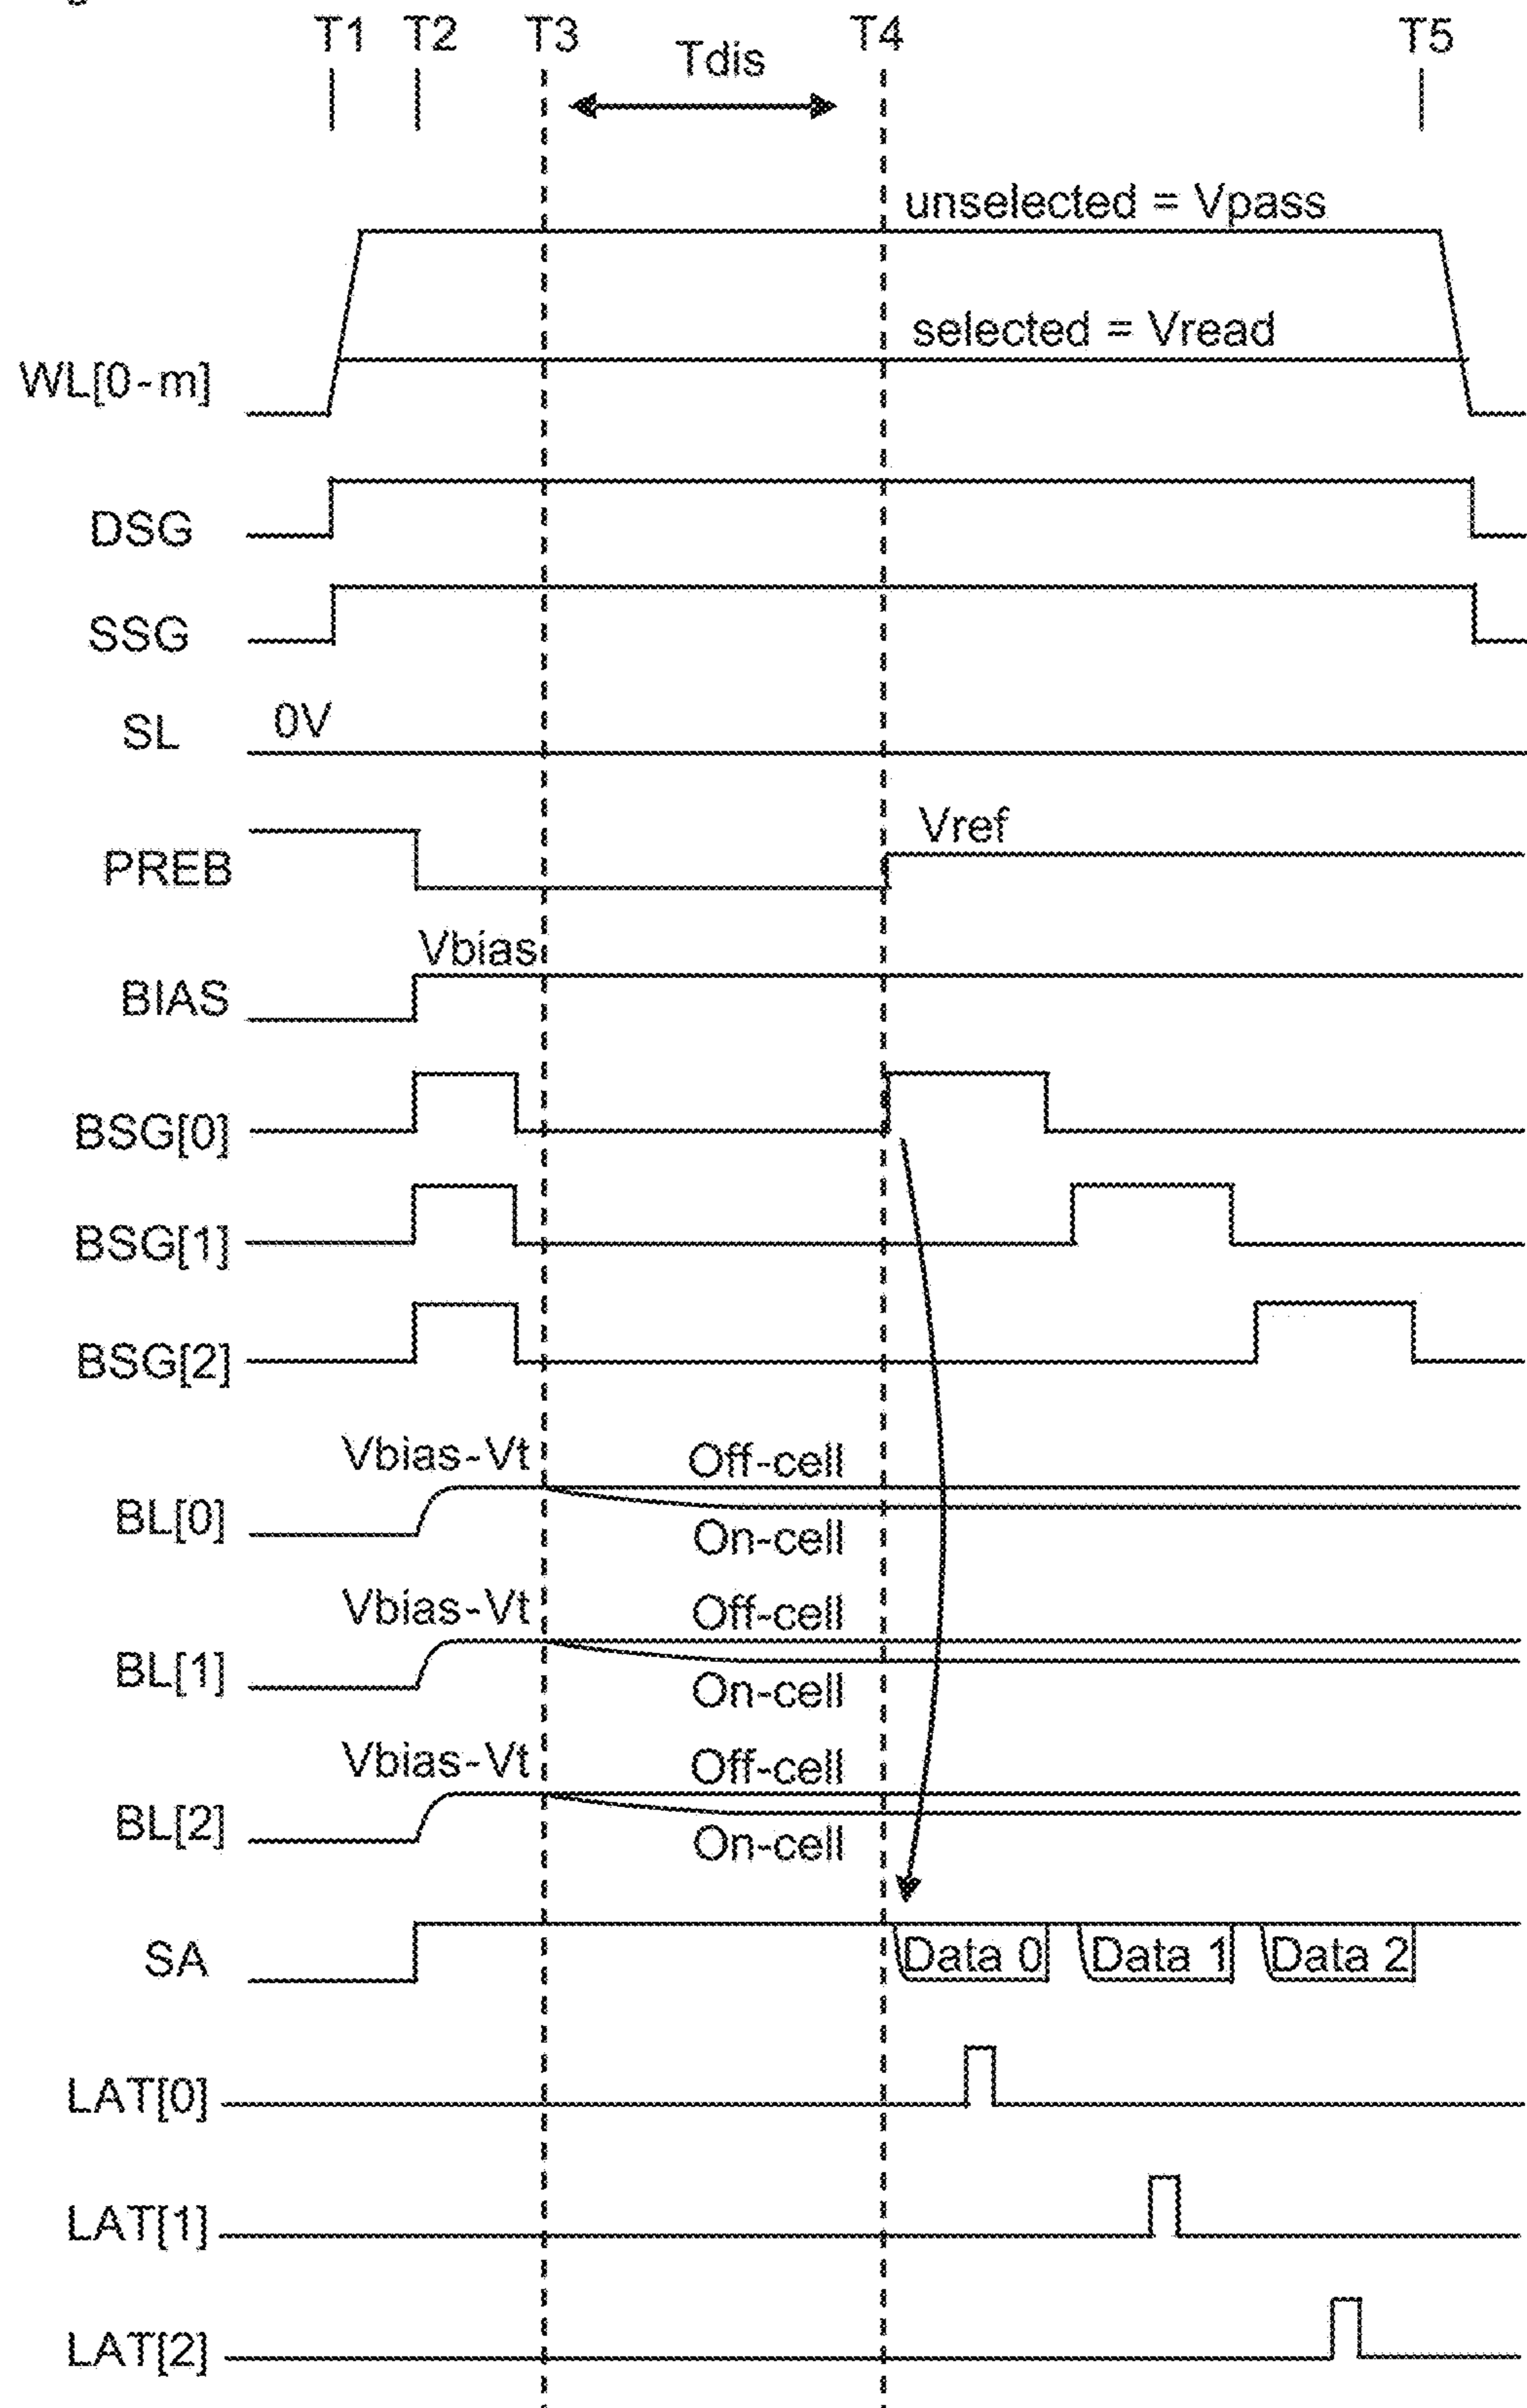 T1 T2 T3 T4 T5
Tdis
unselected = Vpass
selected = Vread
WL[0-m]
DSG
SSG
SL 0V
Vref
PREB
Vbias
BIAS
BSG[0]
BSG[1]
BSG[2]
Vbias-Vt Off-cell
BL[0]
On-cell
Vbias-Vt Off-cell
BL[1]
On-cell
Vbias-Vt Off-cell
BL[2]
On-cell
SA Data 0 Data 1 Data 2
LAT[0]
LAT[1]
LAT[2]